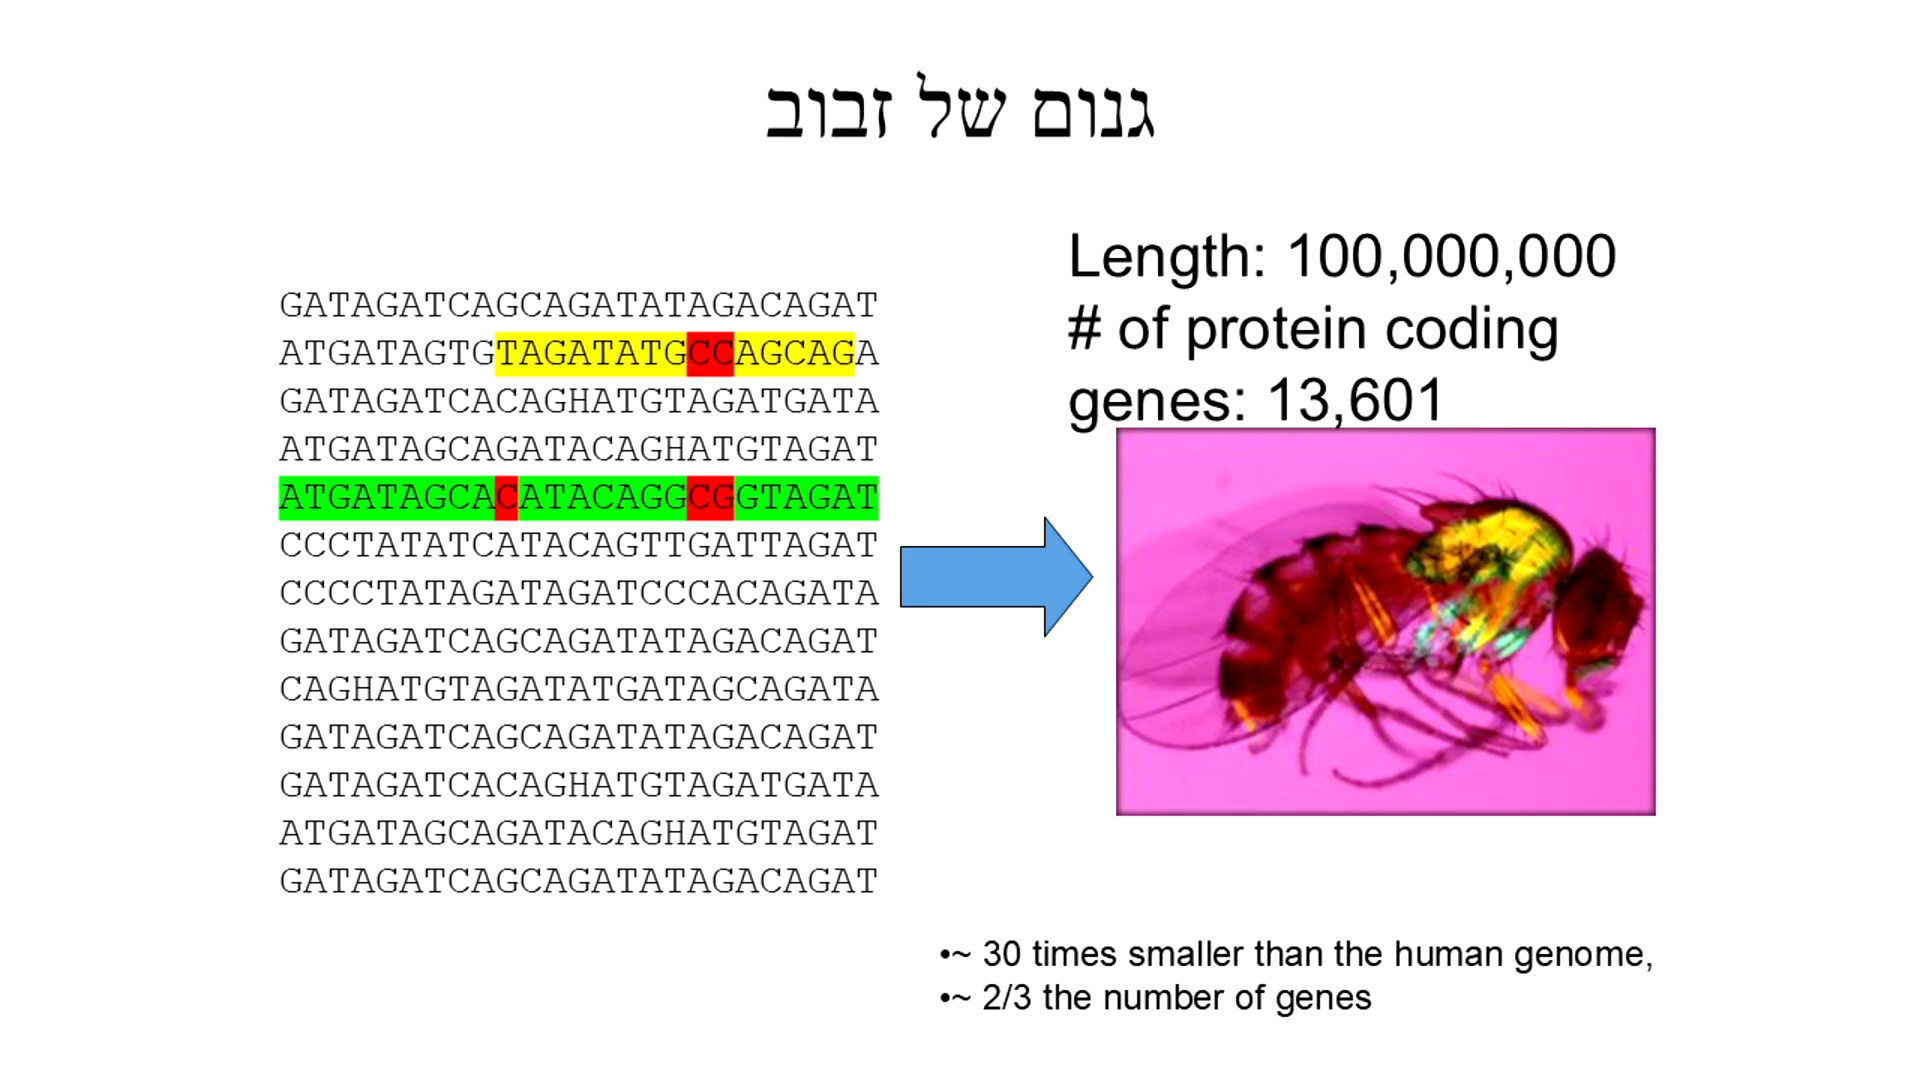 גנום של זבוב
GATAGATCAGCAGATATAGACAGAT
ATGATAGTGTAGATATGCCAGCAGA
GATAGATCACAGHATGTAGATGATA
ATGATAGCAGATACAGHATGTAGAT
ATGATAGCACATACAGGCGGTAGAT
CCCTATATCATACAGTTGATTAGAT
CCCCTATAGATAGATCCCACAGATA
GATAGATCAGCAGATATAGACAGAT
CAGHATGTAGATATGATAGCAGATA
GATAGATCAGCAGATATAGACAGAT
GATAGATCACAGHATGTAGATGATA
ATGATAGCAGATACAGHATGTAGAT
GATAGATCAGCAGATATAGACAGAT
Length: 100,000,000
# of protein coding
genes: 13,601
•~ 30 times smaller than the human genome,
•~ 2/3 the number of genes